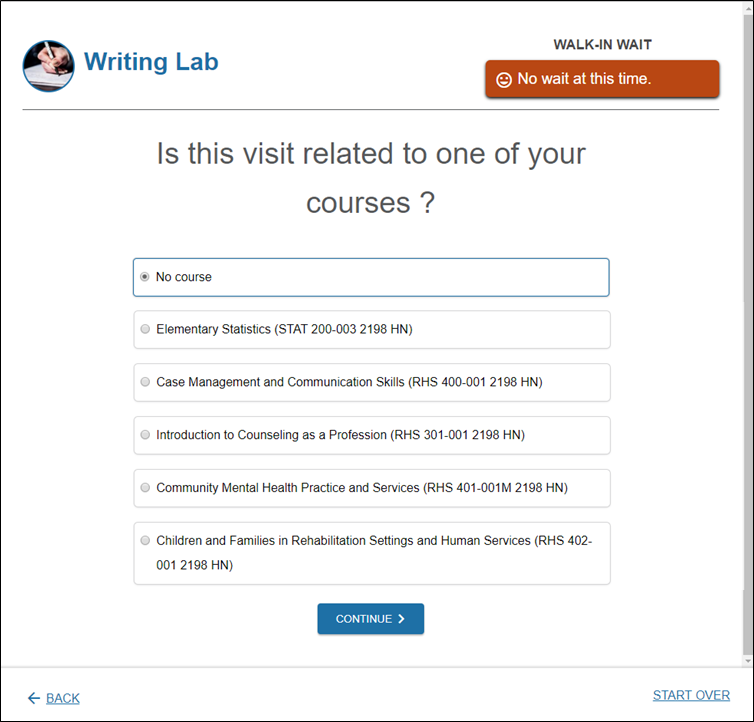 Writing Lab
WALK-IN WAIT
No wait at this time.
Is this visit related to one of your
courses ?
No course
Elementary Statistics (STAT 200-003 2198 HN)
Case Management and Communication Skills (RHS 400-001 2198 HN)
Introduction to Counseling as a Profession (RHS 301-001 2198 HN)
Community Mental Health Practice and Services (RHS 401-001M 2198 HN)
Children and Families in Rehabilitation Settings and Human Services (RHS 402-
001 2198 HN)
CONTINUE
BACK
START OVER